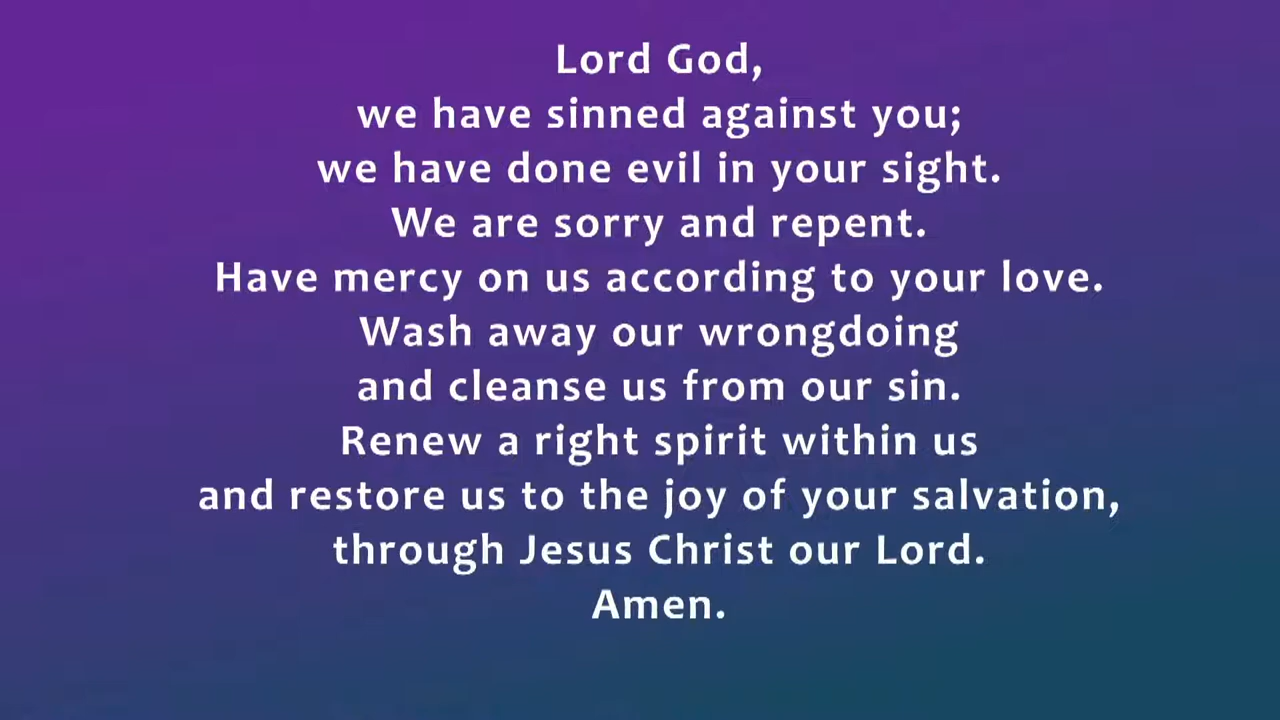 Lord God,
we have sinned against you;
we have done evil in your sight.
We are sorry and repent.
Have mercy on us according to your love.
Wash away our wrongdoing
and cleanse us from our sin.
Renew a right spirit within us
and restore us to the joy of your salvation,
through Jesus Christ our Lord.
Amen.